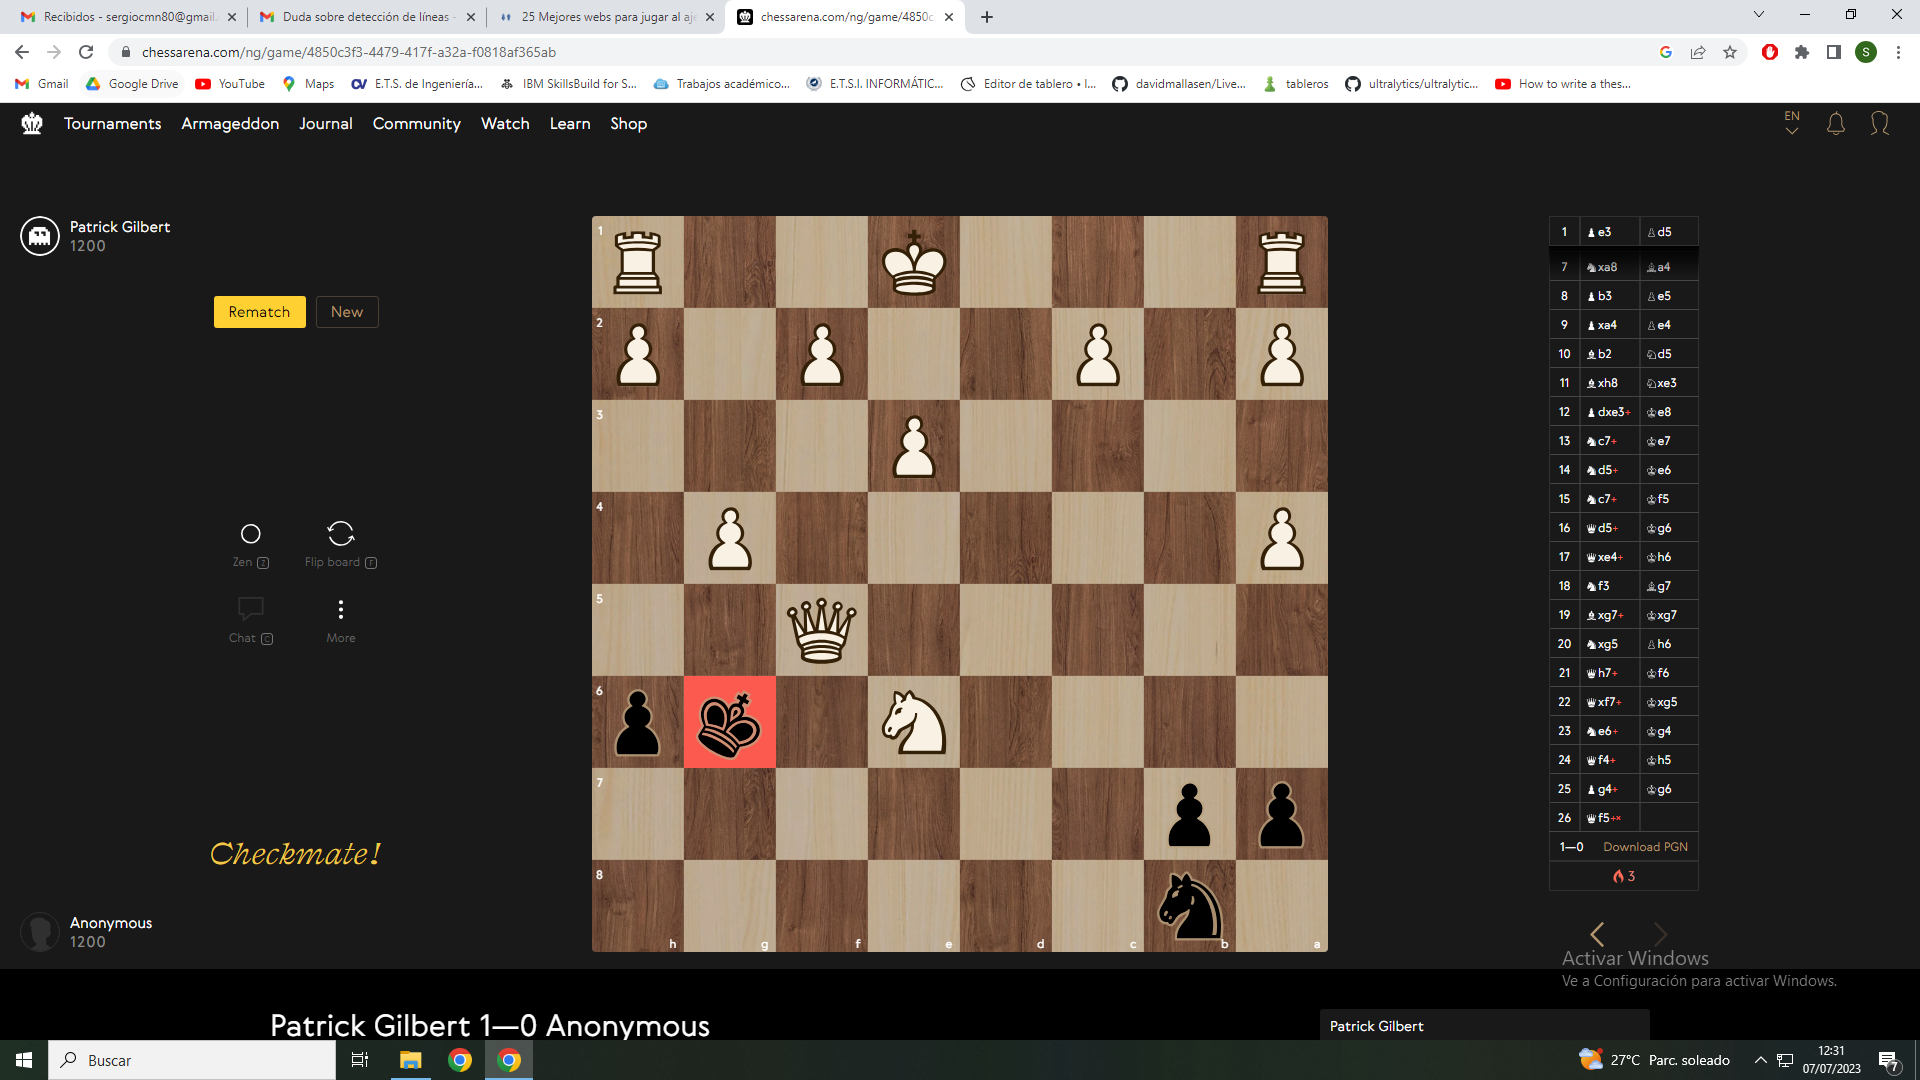 Recibidos - sergiocmn80@gmail.
Duda sobre detección de líneas -
25 Mejores webs para jugar al aje
chessarena.com/ng/game/4850c
chessarena.com/ng/game/4850c3f3-4479-417f-a32a-f0818af365ab
S
Gmail
Google Drive
YouTube
Maps
E.T.S. de Ingeniería...
IBM SkillsBuild for S...
Trabajos académico...
E.T.S.I. INFORMÁTIC...
Editor de tablero • l...
davidmallasen/Live...
tableros
ultralytics/ultralytic...
How to write a thes...
Tournaments
Armageddon
Journal
Community
Watch
Learn
Shop
EN
Patrick Gilbert
1200
Rematch
New
Zen Z
Flip board F
Chat C
More
Checkmate!
Anonymous
1200
1
2
3
4
5
6
7
8
h g f e d c b a
1 ♟e3 ♙d5
7 ♞xa8 ♗a4
8 ♟b3 ♙e5
9 ♟xa4 ♙e4
10 ♝b2 ♘d5
11 ♝xh8 ♘xe3
12 ♟dxe3+ ♔e8
13 ♞c7+ ♔e7
14 ♞d5+ ♔e6
15 ♞c7+ ♔f5
16 ♛d5+ ♔g6
17 ♛xe4+ ♔h6
18 ♞f3 ♗g7
19 ♝xg7+ ♔xg7
20 ♞xg5 ♙h6
21 ♛h7+ ♔f6
22 ♛xf7+ ♔xg5
23 ♞e6+ ♔g4
24 ♛f4+ ♔h5
25 ♟g4+ ♔g6
26 ♛f5+×
1—0 Download PGN
3
Activar Windows
Ve a Configuración para activar Windows.
Patrick Gilbert 1—0 Anonymous
Patrick Gilbert
Buscar
27°C Parc. soleado
12:31
07/07/2023
7